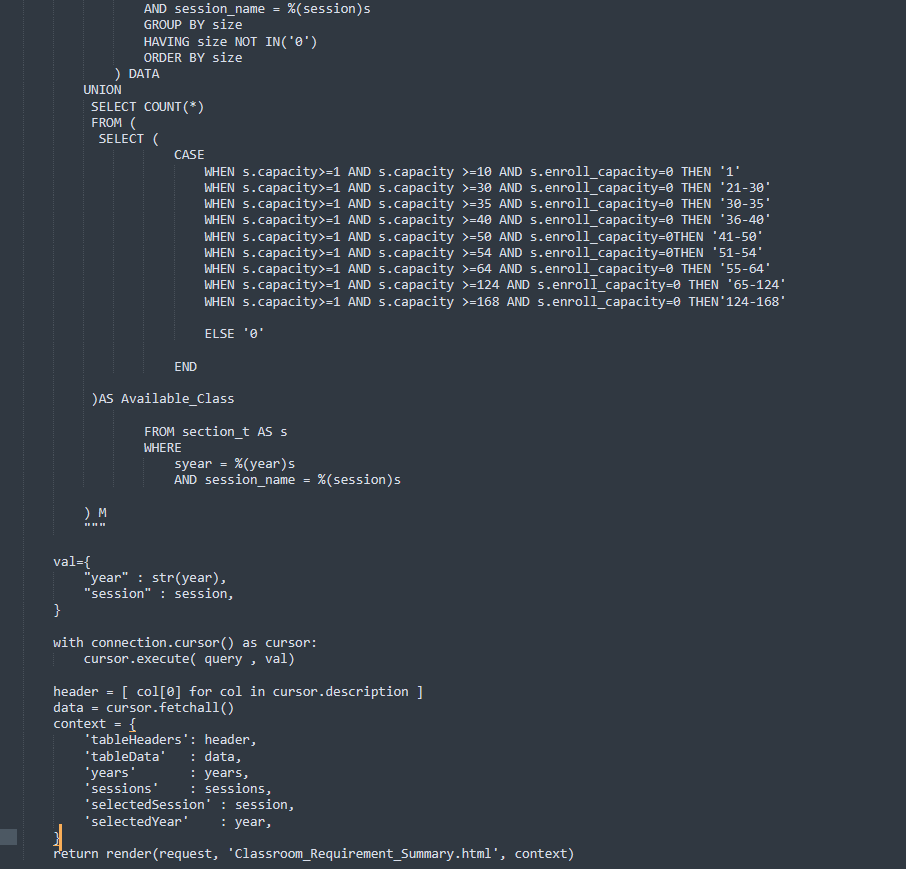 AND session_name = %(session)s
GROUP BY size
HAVING size NOT IN('0')
ORDER BY size
) DATA
UNION
SELECT COUNT(*)
FROM (
SELECT (
CASE
WHEN s.capacity>=1 AND s.capacity >=10 AND s.enroll_capacity=0 THEN '1'
WHEN s.capacity>=1 AND s.capacity >=30 AND s.enroll_capacity=0 THEN '21-30'
WHEN s.capacity>=1 AND s.capacity >=35 AND s.enroll_capacity=0 THEN '30-35'
WHEN s.capacity>=1 AND s.capacity >=40 AND s.enroll_capacity=0 THEN '36-40'
WHEN s.capacity>=1 AND s.capacity >=50 AND s.enroll_capacity=0THEN '41-50'
WHEN s.capacity>=1 AND s.capacity >=54 AND s.enroll_capacity=0THEN '51-54'
WHEN s.capacity>=1 AND s.capacity >=64 AND s.enroll_capacity=0 THEN '55-64'
WHEN s.capacity>=1 AND s.capacity >=124 AND s.enroll_capacity=0 THEN '65-124'
WHEN s.capacity>=1 AND s.capacity >=168 AND s.enroll_capacity=0 THEN'124-168'
ELSE '0'
END
)AS Available_Class
FROM section_t AS s
WHERE
syear = %(year)s
AND session_name = %(session)s
) M
"""
val={
"year" : str(year),
"session" : session,
}
with connection.cursor() as cursor:
cursor.execute( query , val)
header = [ col[0] for col in cursor.description ]
data = cursor.fetchall()
context = {
'tableHeaders': header,
'tableData' : data,
'years' : years,
'sessions' : sessions,
'selectedSession' : session,
'selectedYear' : year,
}
return render(request, 'Classroom_Requirement_Summary.html', context)